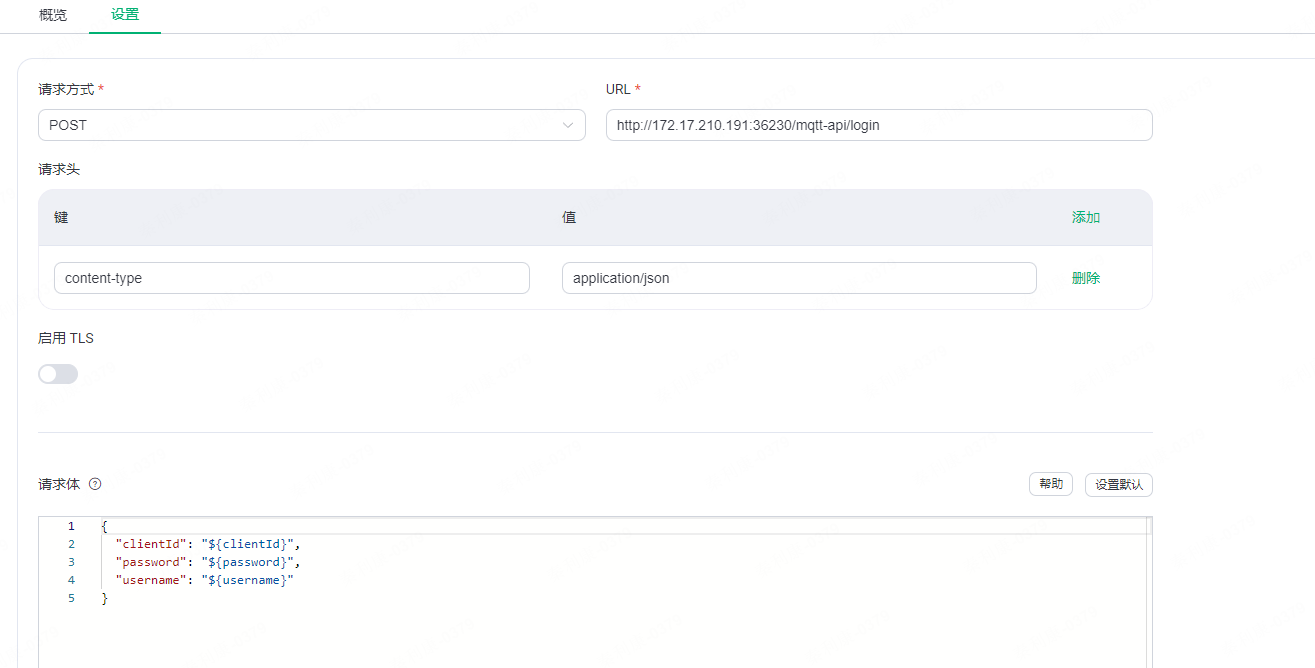 概览 设置
请求方式 * URL *
POST http://172.17.210.191:36230/mqtt-api/login
请求头
键 值 添加
content-type application/json 删除
启用 TLS
请求体 帮助 设置默认
1 {
2 "clientId": "${clientId}",
3 "password": "${password}",
4 "username": "${username}"
5 }